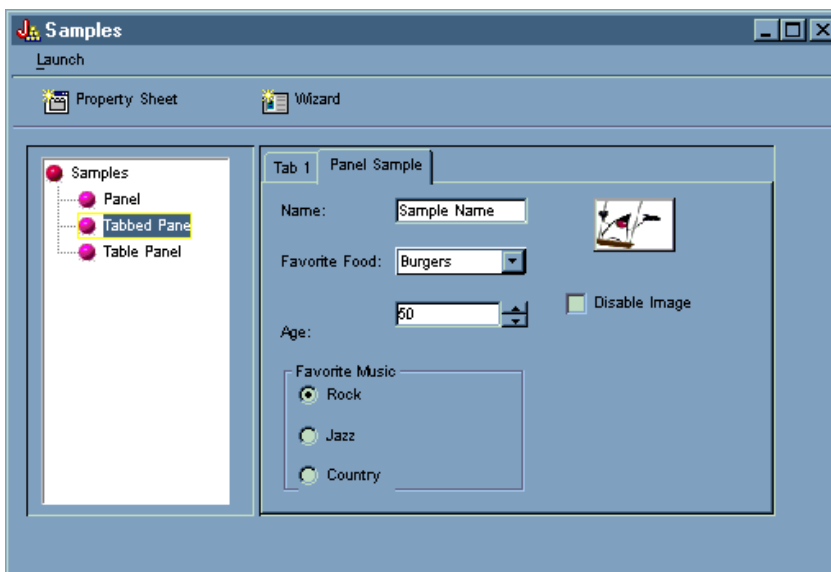 Samples
Launch
Property Sheet Wizard
Samples
Panel
Tabbed Pane
Table Panel
Tab 1 Panel Sample
Name: Sample Name
Favorite Food: Burgers
50
Disable Image
Age:
Favorite Music
Rock
Jazz
Country